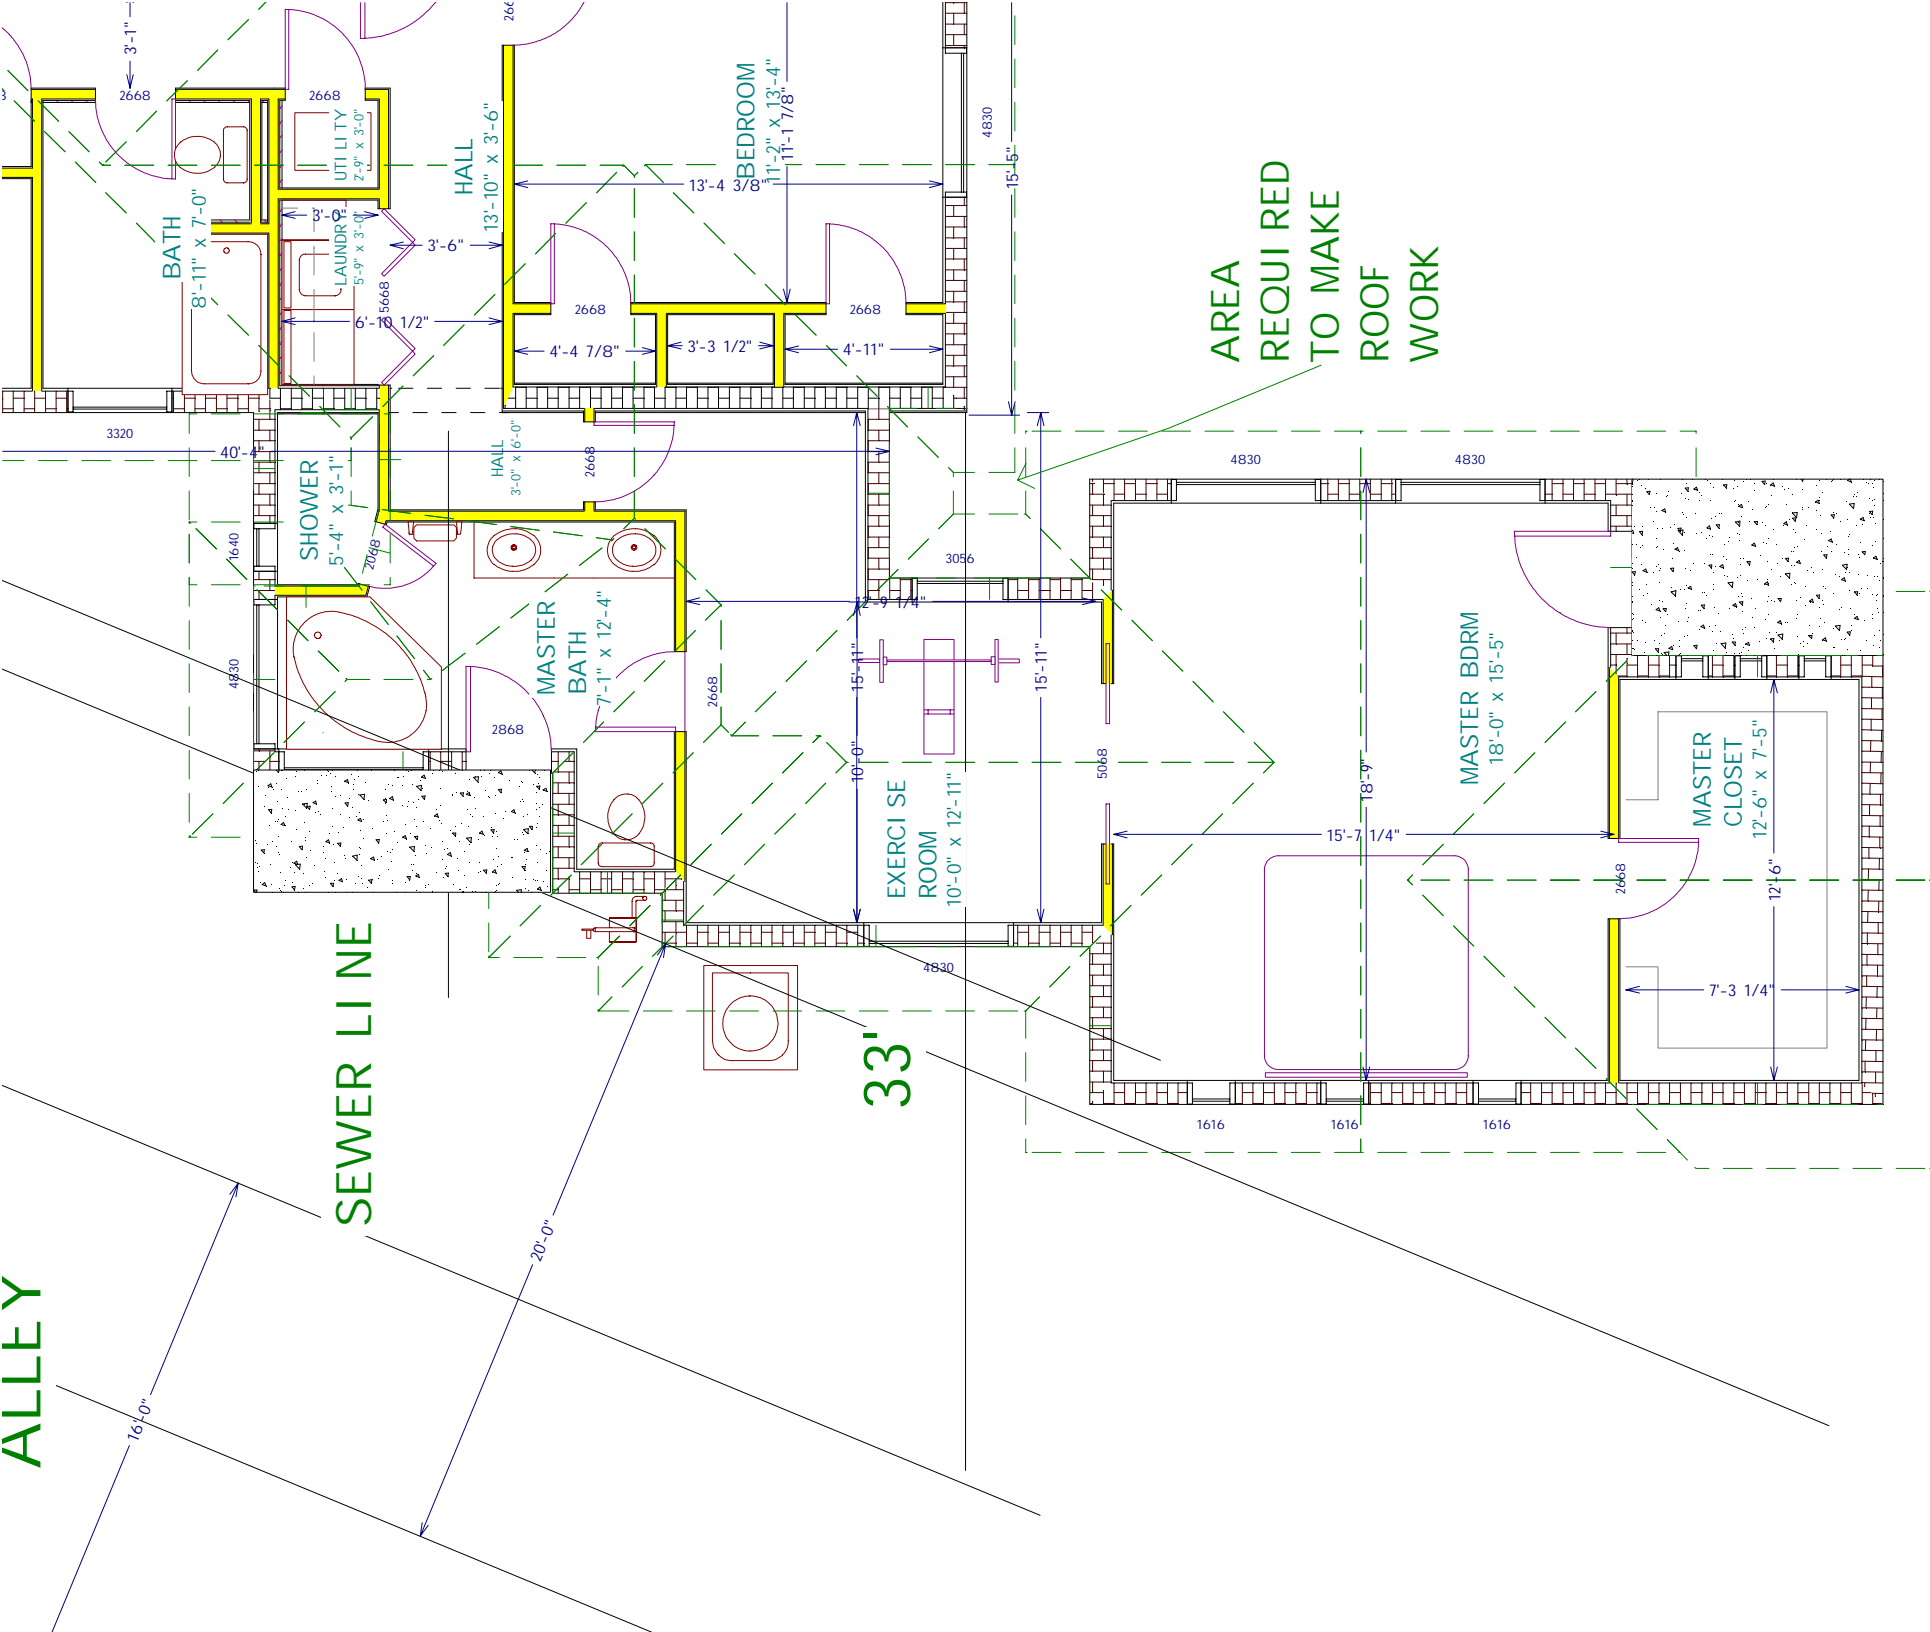 3'-1"
2668
2668
UTILITY
2'-9" x 3'-0"
HALL
13'-10" x 3'-6"
BEDROOM
11'-2" x 13'-4"
11'-1 7/8"
4830
15'-5"
13'-4 3/8"
BATH
8'-11" x 7'-0"
3'-0"
LAUNDRY
5'-9" x 3'-0"
3'-6"
5668
6'-10 1/2"
2668
2668
4'-4 7/8"
3'-3 1/2"
4'-11"
AREA
REQUIRED
TO MAKE
ROOF
WORK
3320
40'-4"
HALL
3'-0" x 6'-0"
2668
4830
4830
SHOWER
5'-4" x 3'-1"
1640
2068
3056
12'-9 1/4"
MASTER
BATH
7'-1" x 12'-4"
4830
2868
2668
15'-11"
15'-11"
10'-0"
5068
EXERCISE
ROOM
10'-0" x 12'-11"
MASTER BDRM
18'-0" x 15'-5"
18'-9"
15'-7 1/4"
MASTER
CLOSET
12'-6" x 7'-5"
2668
12'-6"
7'-3 1/4"
4830
1616
1616
1616
SEWER LINE
33'
20'-0"
16'-0"
ALLEY